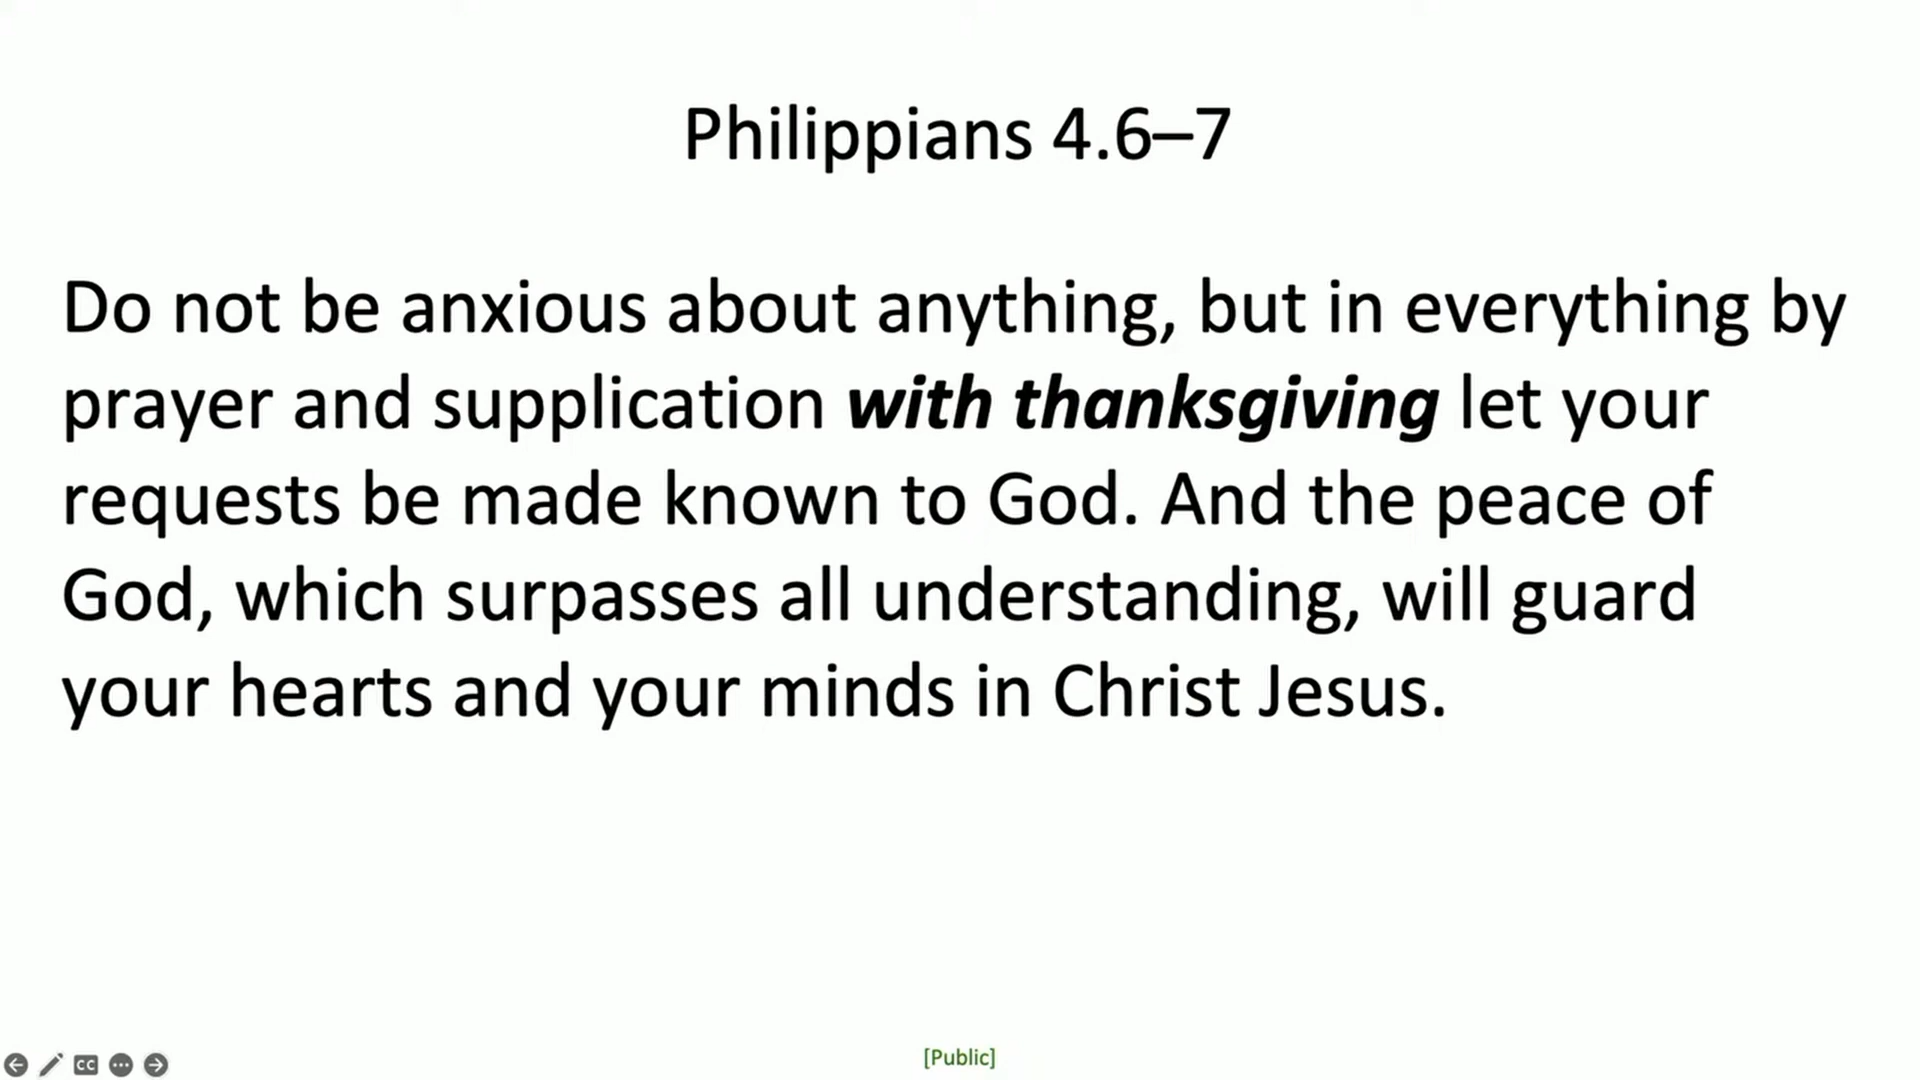 Philippians 4.6–7
Do not be anxious about anything, but in everything by
prayer and supplication with thanksgiving let your
requests be made known to God. And the peace of
God, which surpasses all understanding, will guard
your hearts and your minds in Christ Jesus.
CC
[Public]